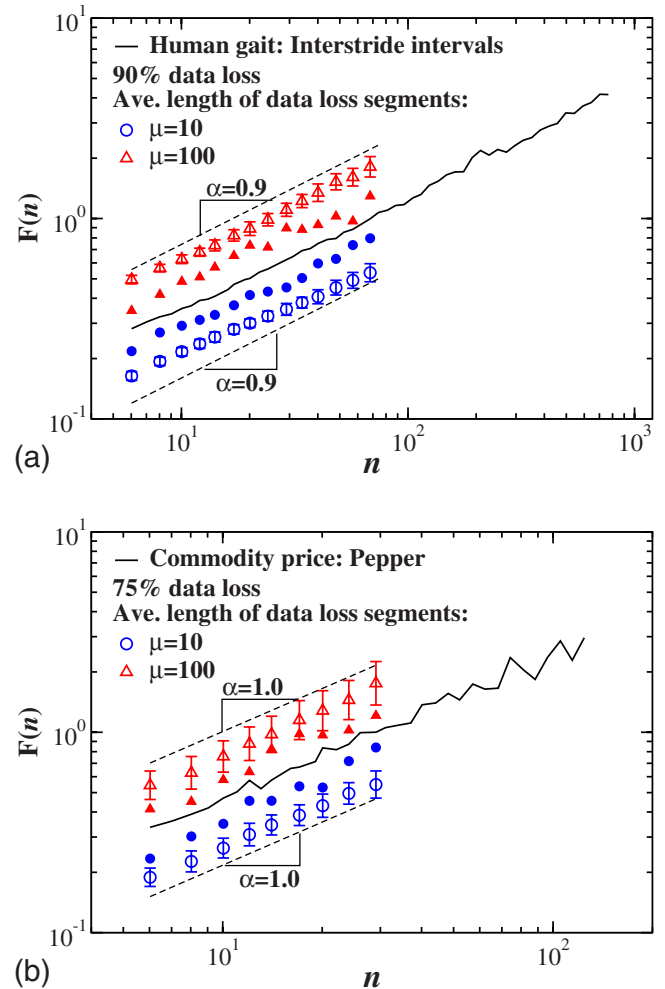 10¹
Human gait: Interstride intervals
90% data loss
Ave. length of data loss segments:
μ=10
μ=100
α=0.9
10⁰
F(n)
α=0.9
10⁻¹
10¹ 10² 10³
(a) n
10¹
Commodity price: Pepper
75% data loss
Ave. length of data loss segments:
μ=10
μ=100
α=1.0
10⁰
F(n)
α=1.0
10⁻¹
10¹ 10²
(b) n